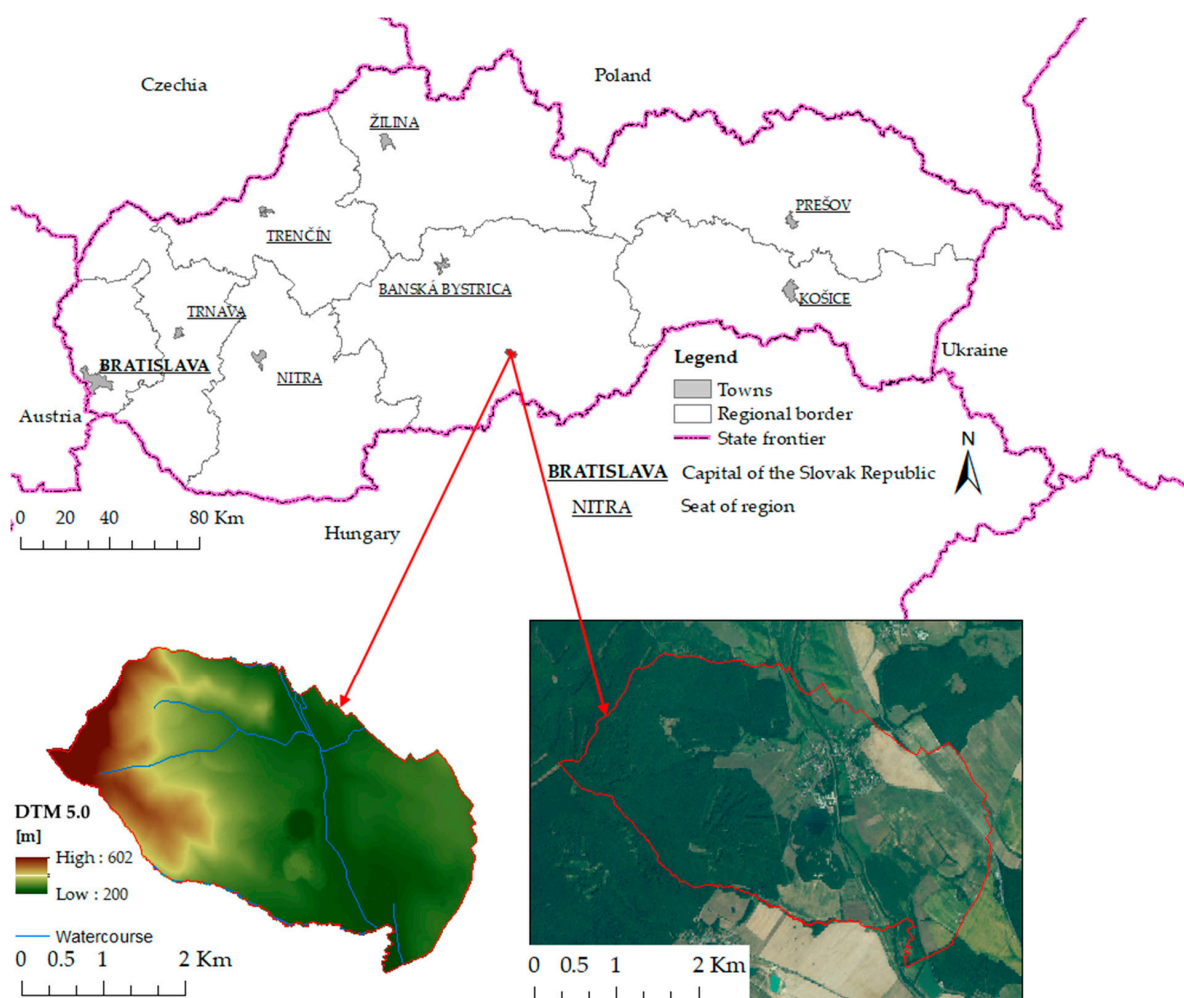 Czechia
Poland
ŽILINA
PREŠOV
TRENČÍN
BANSKÁ BYSTRICA
KOŠICE
TRNAVA
BRATISLAVA
NITRA
Ukraine
Austria
Legend
Towns
Regional border
State frontier
BRATISLAVA Capital of the Slovak Republic
NITRA Seat of region
N
0 20 40 80 Km
Hungary
DTM 5.0
[m]
High : 602
Low : 200
Watercourse
0 0.5 1 2 Km
0 0.5 1 2 Km